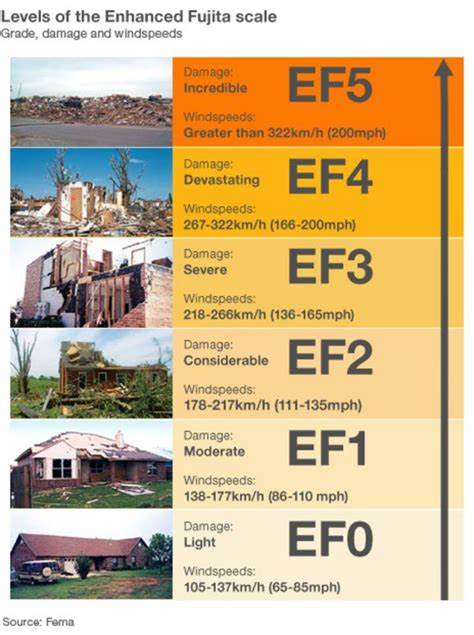 Levels of the Enhanced Fujita scale
Grade, damage and windspeeds
Damage:
Incredible
EF5
Windspeeds:
Greater than 322km/h (200mph)
Damage:
Devastating
EF4
Windspeeds:
267-322km/h (166-200mph)
Damage:
Severe
EF3
Windspeeds:
218-266km/h (136-165mph)
Damage:
Considerable
EF2
Windspeeds:
178-217km/h (111-135mph)
Damage:
Moderate
EF1
Windspeeds:
138-177km/h (86-110 mph)
Damage:
Light
EF0
Windspeeds:
105-137km/h (65-85mph)
Source: Fema